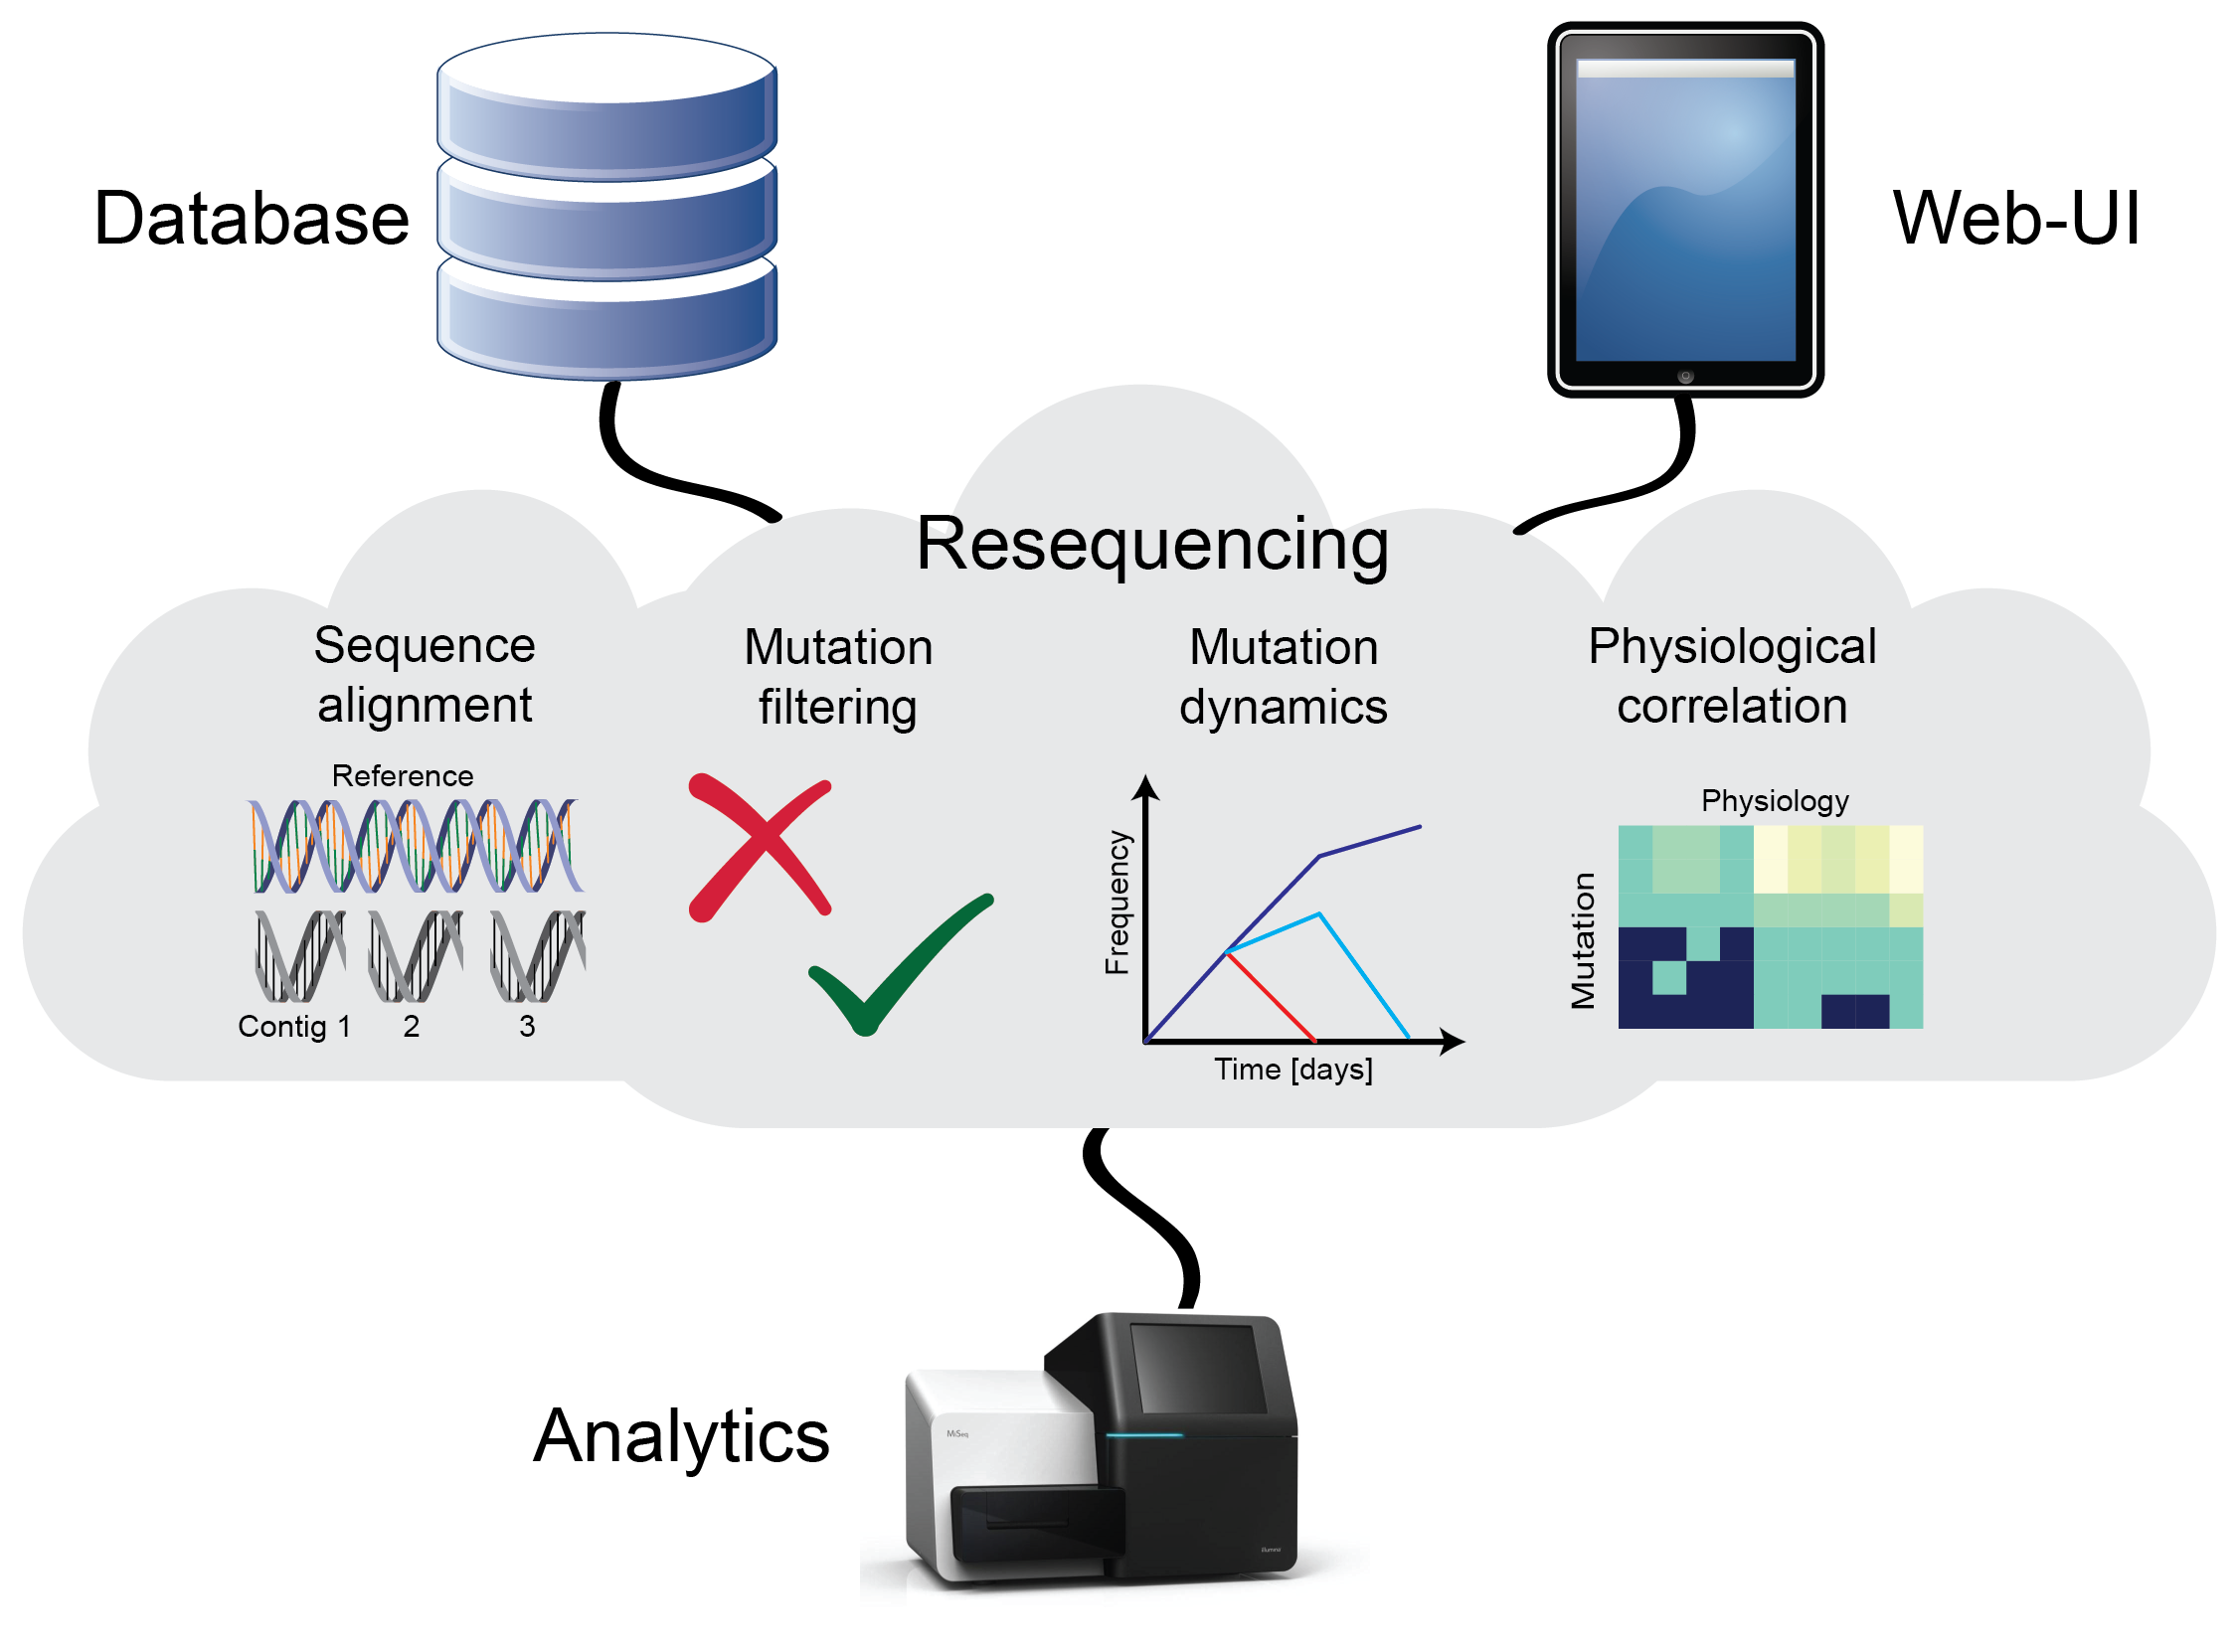 Database
Web-UI
Resequencing
Sequence
alignment
Mutation
filtering
Mutation
dynamics
Physiological
correlation
Reference
Contig 1 2 3
Frequency
Time [days]
Physiology
Mutation
Analytics
MiSeq
illumina